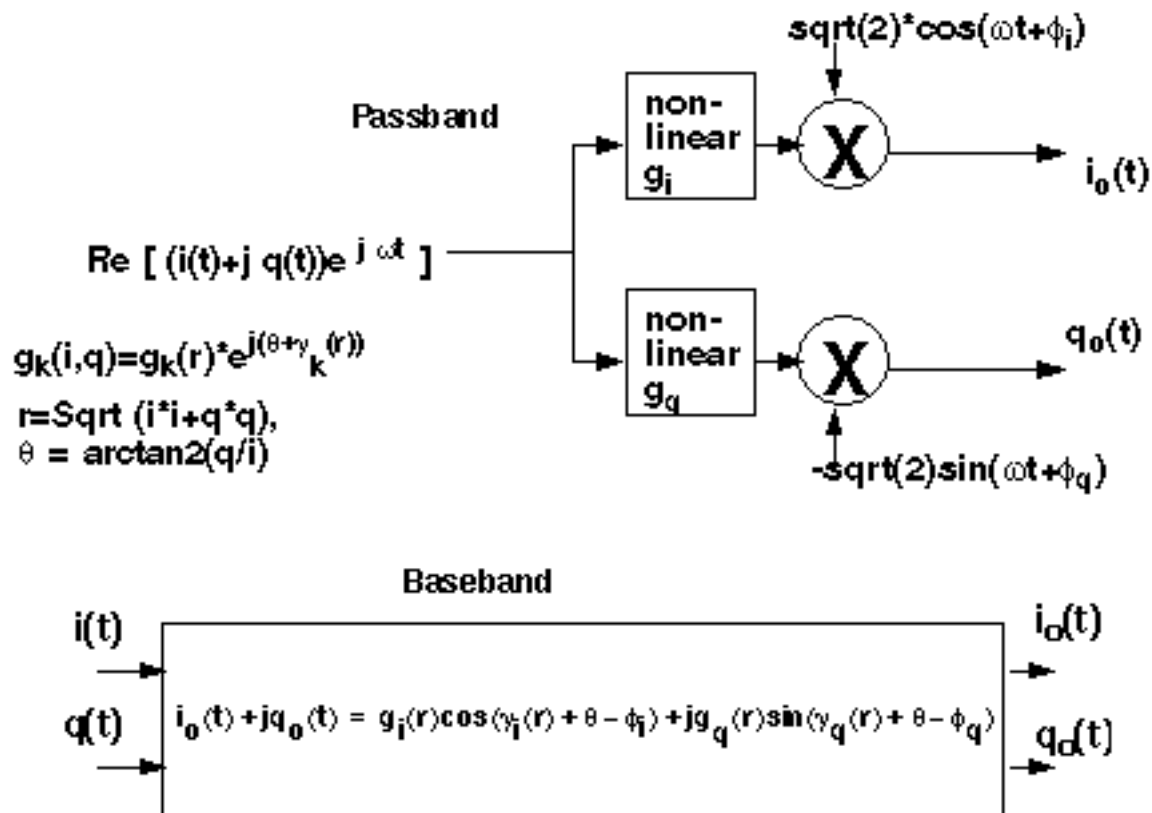 sqrt(2)*cos(ωt+ϕi)
Passband
non-
linear
gi
X
io(t)
Re [ (i(t)+j q(t))e j ωt ]
non-
linear
gq
X
qo(t)
gk(i,q)=gk(r)*ej(θ+γk(r))
r=Sqrt (i*i+q*q),
θ = arctan2(q/i)
-sqrt(2)sin(ωt+ϕq)
Baseband
i(t)
io(t)
q(t)
io(t) +jqo(t) = gi(r)cos(γi(r) + θ - ϕi) +jgq(r)sin(γq(r) + θ - ϕq)
qo(t)